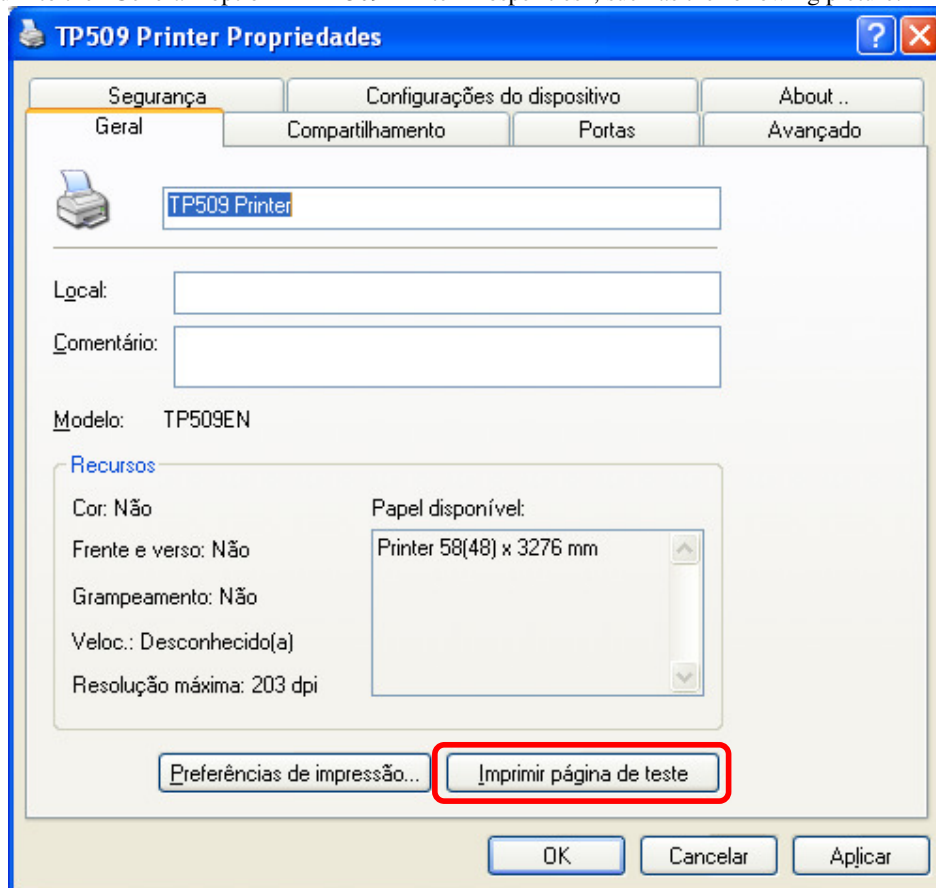 TP509 Printer Propriedades
Segurança Configurações do dispositivo About ..
Geral Compartilhamento Portas Avançado
TP509 Printer
Local:
Comentário:
Modelo: TP509EN
Recursos
Cor: Não Papel disponível:
Frente e verso: Não Printer 58(48) x 3276 mm
Grampeamento: Não
Veloc.: Desconhecido(a)
Resolução máxima: 203 dpi
Preferências de impressão... Imprimir página de teste
OK Cancelar Aplicar